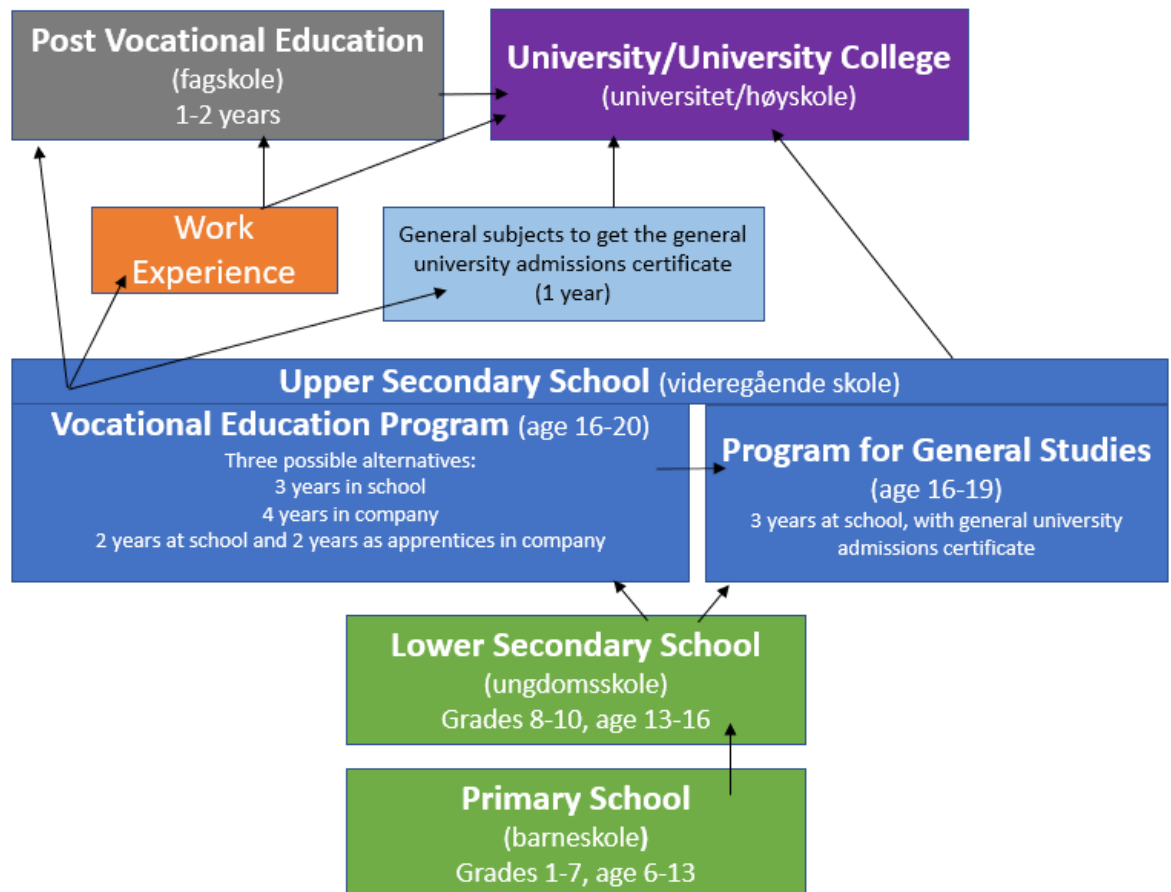 Post Vocational Education
(fagskole)
1-2 years
University/University College
(universitet/høyskole)
Work
Experience
General subjects to get the general
university admissions certificate
(1 year)
Upper Secondary School (videregående skole)
Vocational Education Program (age 16-20)
Three possible alternatives:
3 years in school
4 years in company
2 years at school and 2 years as apprentices in company
Program for General Studies
(age 16-19)
3 years at school, with general university
admissions certificate
Lower Secondary School
(ungdomsskole)
Grades 8-10, age 13-16
Primary School
(barneskole)
Grades 1-7, age 6-13